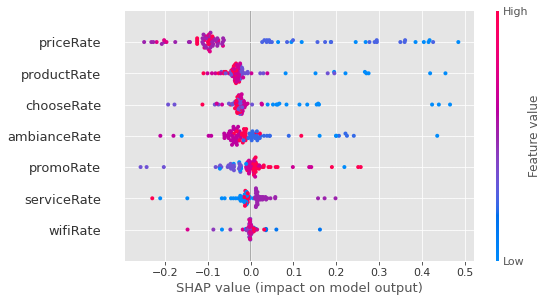 High
priceRate
productRate
chooseRate
ambianceRate
promoRate
serviceRate
wifiRate
Feature value
Low
−0.2 −0.1 0.0 0.1 0.2 0.3 0.4 0.5
SHAP value (impact on model output)